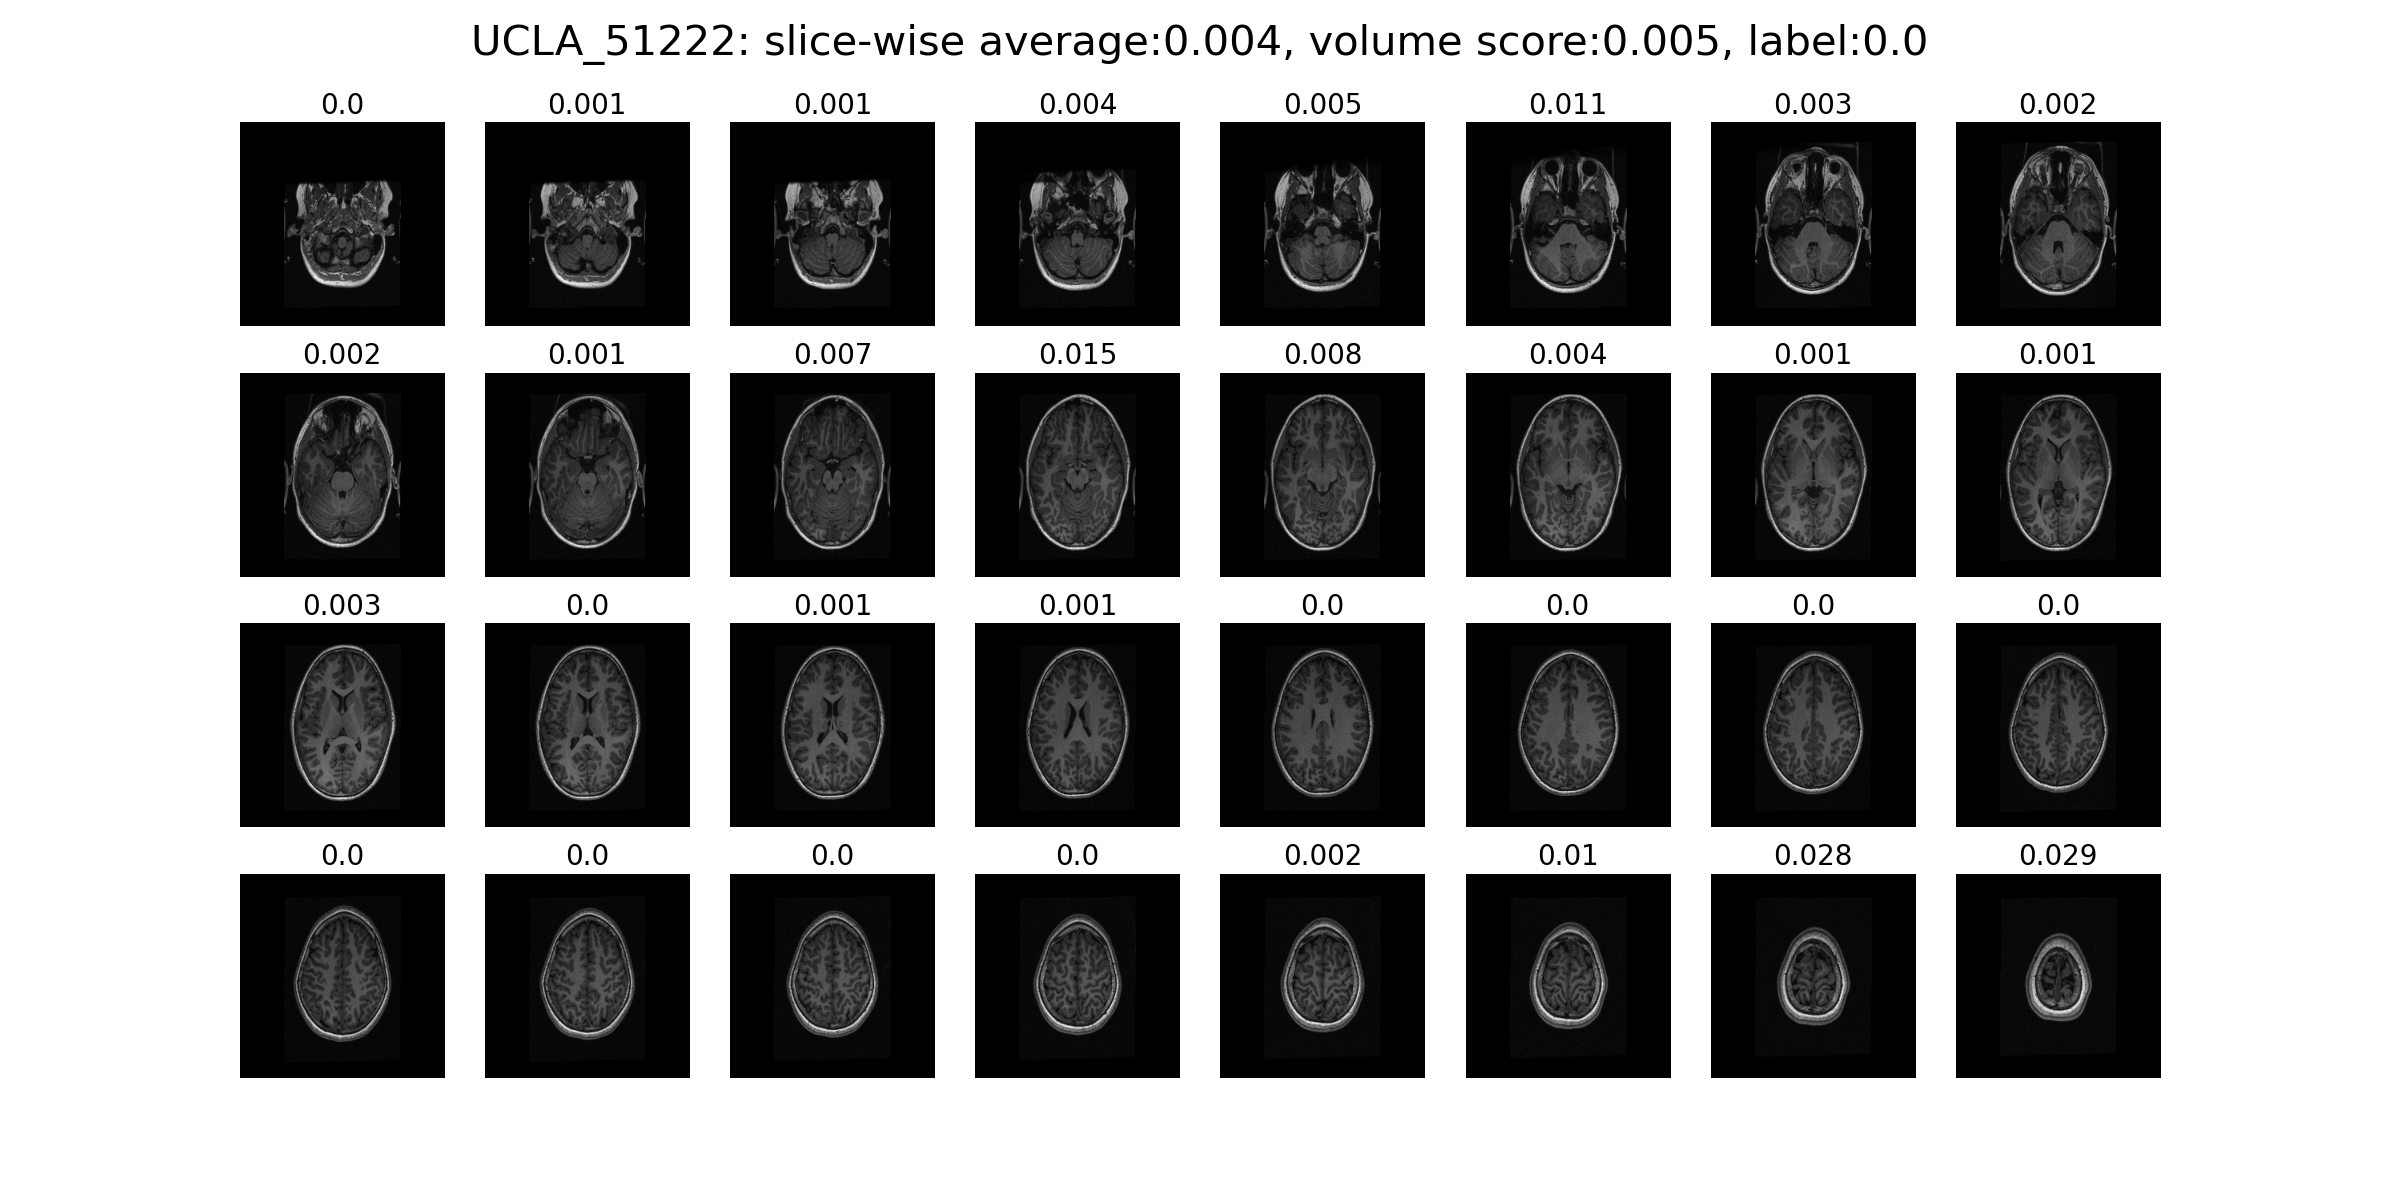 UCLA_51222: slice-wise average:0.004, volume score:0.005, label:0.0
0.0 0.001 0.001 0.004 0.005 0.011 0.003 0.002
0.002 0.001 0.007 0.015 0.008 0.004 0.001 0.001
0.003 0.0 0.001 0.001 0.0 0.0 0.0 0.0
0.0 0.0 0.0 0.0 0.002 0.01 0.028 0.029